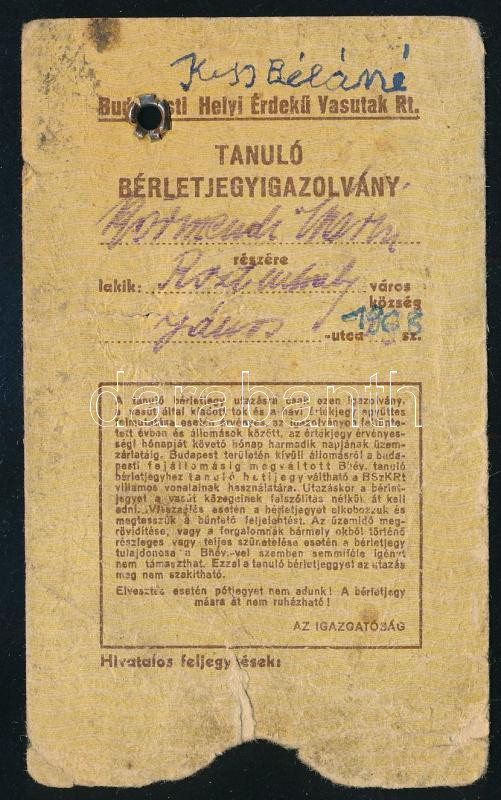 Kiss Béláné
Bud sti Helyi Érdekű Vasutak Rt.
TANULÓ
BÉRLETJEGYIGAZOLVÁNY
részére
lakik: város
község
János -utca sz.
darabanth
A tanuló bérletjegy utazásra csak ezen igazolvány,
a vasút által kiadott tok és a havi értékjegy együttes
felmutatása esetén érvényes, az igazolványon feltünte-
tett évben és állomások között, az értékjegy érvényes-
ségi hónapját követő hónap harmadik napjának üzem-
zárlatáig. Budapest területén kívüli állomásról a buda-
pesti fejállomásig megváltott Bhév. tanuló
bérletjegyhez tanuló hetijegy váltható a BSzKRt
villamos vonalainak használatára. Utazáskor a bérlet-
jegyet a vasút közegeinek felszólítás nélkül át kell
adni. Visszaélés esetén a bérletjegyet elkobozzuk és
megtesszük a büntető feljelentést. Az üzemidő meg-
rövidítése, vagy a forgalomnak bármely okból történő
részleges vagy teljes szünetelése esetén a bérletjegy
tulajdonosa a Bhév.-vel szemben semmiféle igényt
nem támaszthat. Ezzel a tanuló bérletjeggyel az utazás
meg nem szakítható.
Elvesztés esetén pótjegyet nem adunk! A bérletjegy
másra át nem ruházható!
AZ IGAZGATÓSÁG
Hivatalos feljegyzések: